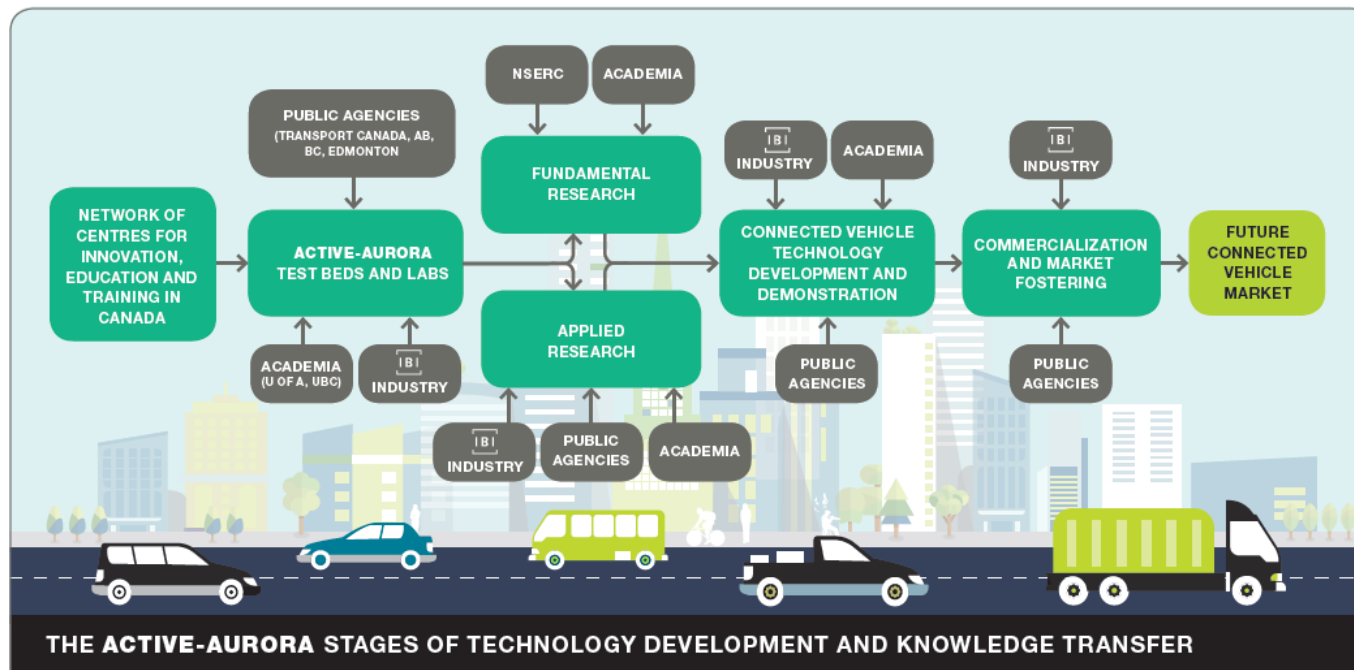 NSERC
ACADEMIA
PUBLIC AGENCIES
(TRANSPORT CANADA, AB,
BC, EDMONTON
FUNDAMENTAL
RESEARCH
IBI
INDUSTRY
ACADEMIA
IBI
INDUSTRY
NETWORK OF
CENTRES FOR
INNOVATION,
EDUCATION AND
TRAINING IN
CANADA
ACTIVE-AURORA
TEST BEDS AND LABS
CONNECTED VEHICLE
TECHNOLOGY
DEVELOPMENT AND
DEMONSTRATION
COMMERCIALIZATION
AND MARKET
FOSTERING
FUTURE
CONNECTED
VEHICLE
MARKET
APPLIED
RESEARCH
ACADEMIA
(U OF A, UBC)
IBI
INDUSTRY
PUBLIC
AGENCIES
PUBLIC
AGENCIES
IBI
INDUSTRY
PUBLIC
AGENCIES
ACADEMIA
THE ACTIVE-AURORA STAGES OF TECHNOLOGY DEVELOPMENT AND KNOWLEDGE TRANSFER